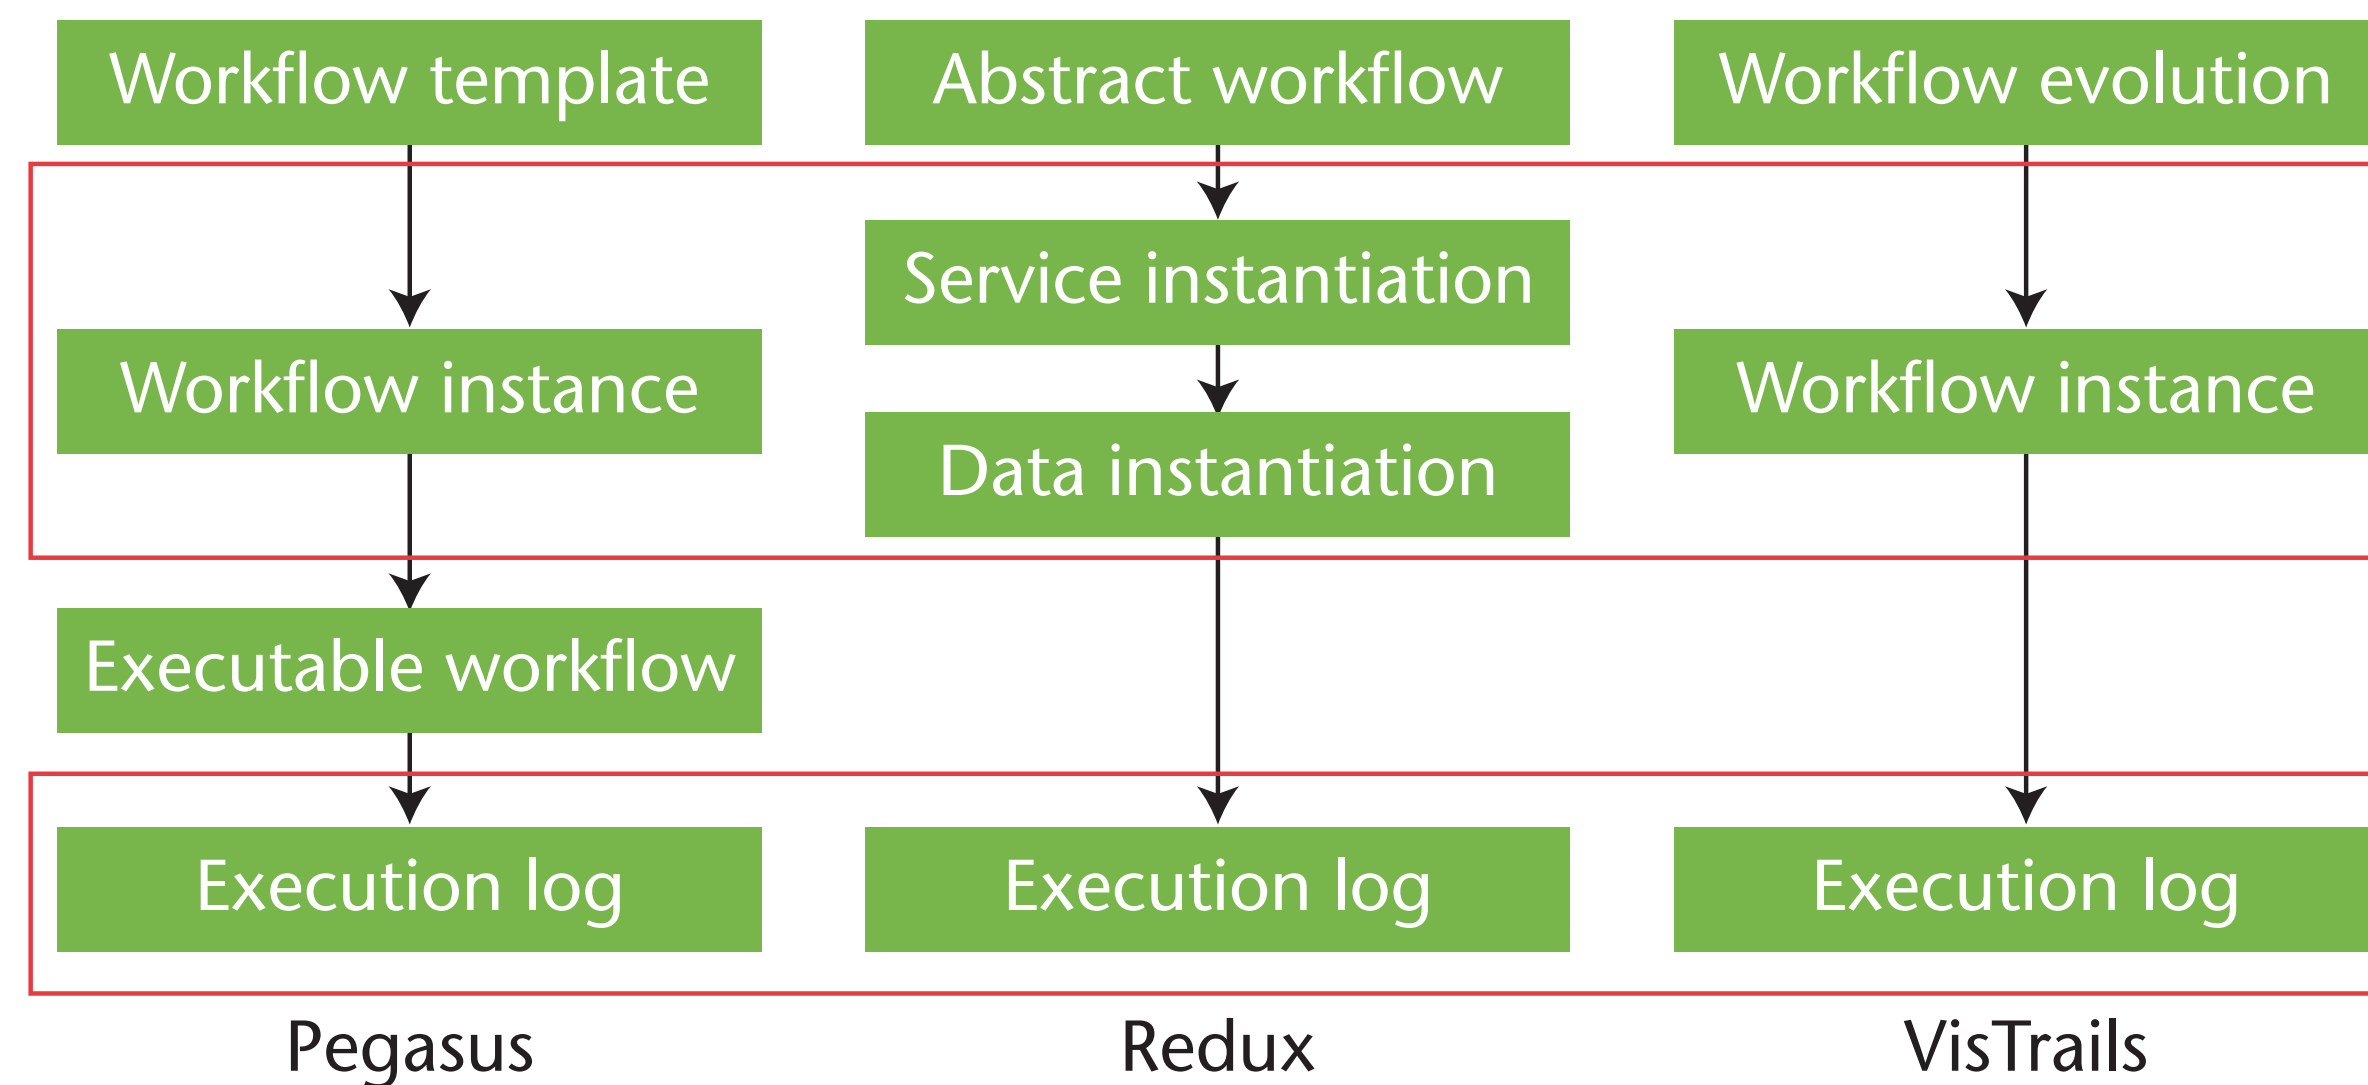 Workflow template
Abstract workflow
Workflow evolution
Service instantiation
Workflow instance
Workflow instance
Data instantiation
Executable workflow
Execution log
Execution log
Execution log
Pegasus
Redux
VisTrails